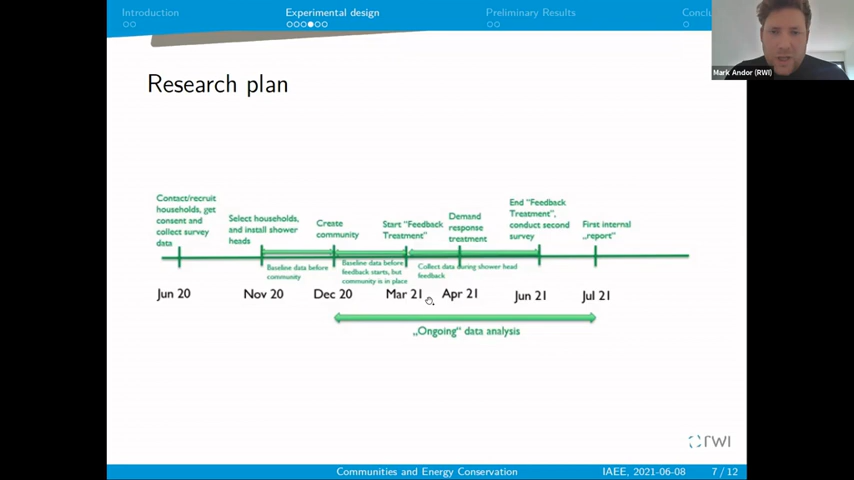 Introduction
Experimental design
Preliminary Results
Conclu
Mark Andor (RWI)
Research plan
Contact/recruit
households, get
consent and
collect survey
data
Select households,
and install shower
heads
Create
community
Start "Feedback
Treatment"
Demand
response
treatment
End "Feedback
Treatment",
conduct second
survey
First internal
„report"
Baseline data before
community
Baseline data before
feedback starts, but
community is in place
Collect data during shower head
feedback
Jun 20
Nov 20
Dec 20
Mar 21
Apr 21
Jun 21
Jul 21
„Ongoing" data analysis
rwi
Communities and Energy Conservation
IAEE, 2021-06-08
7 / 12